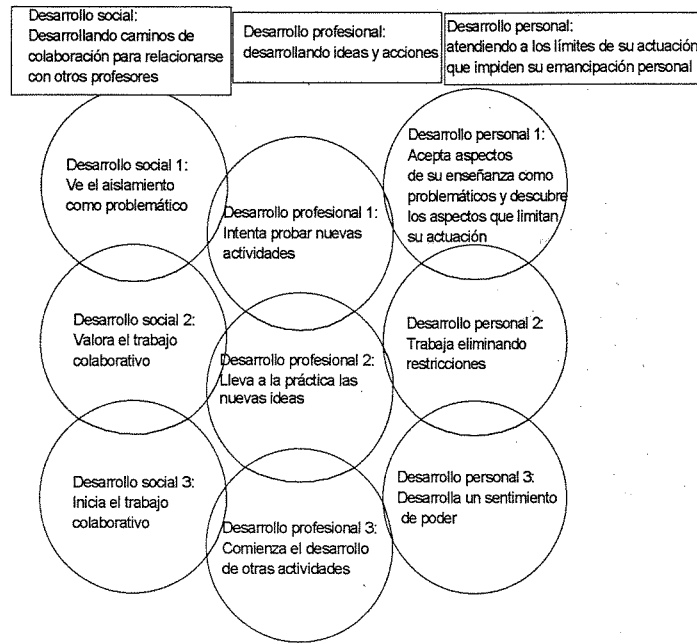 Desarrollo social:
Desarrollando caminos de
colaboración para relacionarse
con otros profesores
Desarrollo profesional:
desarrollando ideas y acciones
Desarrollo personal:
atendiendo a los límites de su actuación
que impiden su emancipación personal
Desarrollo social 1:
Ve el aislamiento
como problemático
Desarrollo profesional 1:
Intenta probar nuevas
actividades
Desarrollo personal 1:
Acepta aspectos
de su enseñanza como
problemáticos y descubre
los aspectos que limitan
su actuación
Desarrollo social 2:
Valora el trabajo
colaborativo
Desarrollo profesional 2:
Lleva a la práctica las
nuevas ideas
Desarrollo personal 2:
Trabaja eliminando
restricciones
Desarrollo social 3:
Inicia el trabajo
colaborativo
Desarrollo profesional 3:
Comienza el desarrollo
de otras actividades
Desarrollo personal 3:
Desarrolla un sentimiento
de poder